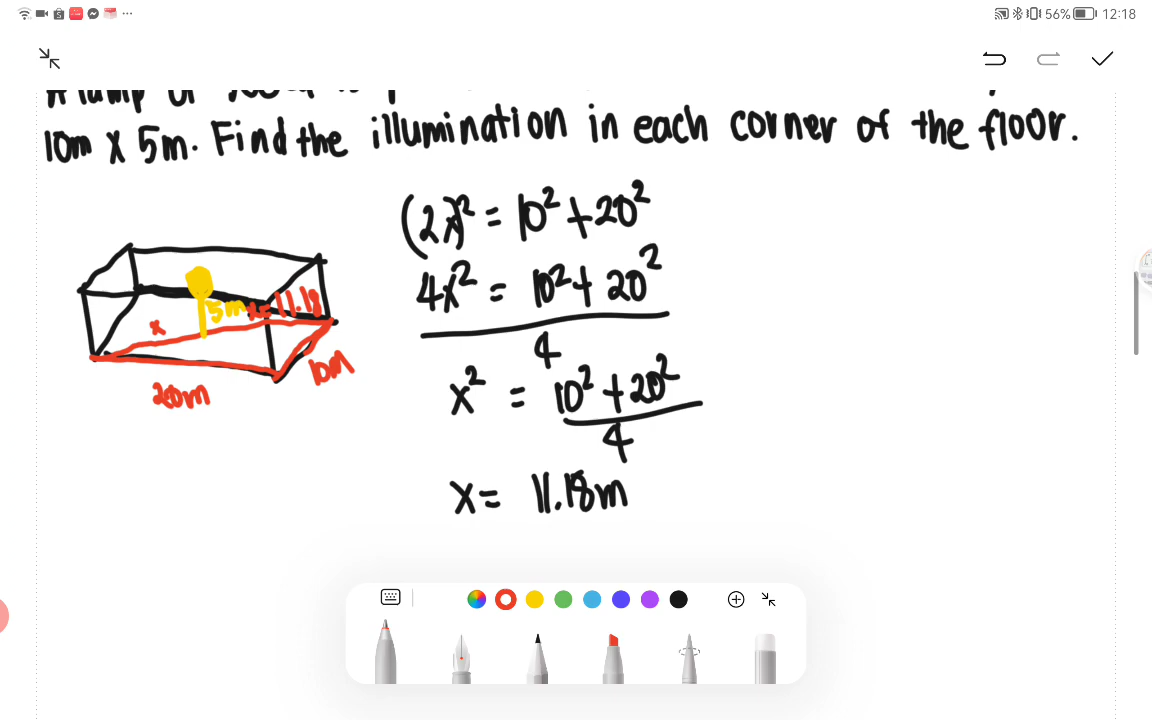 56% 12:18
10m x 5m. Find the illumination in each corner of the floor.
(2x)² = 10² + 20²
4x² = 10² + 20²
4
x² = 10² + 20²
4
x = 11.18m
5m x = 11.18
x
10m
200m